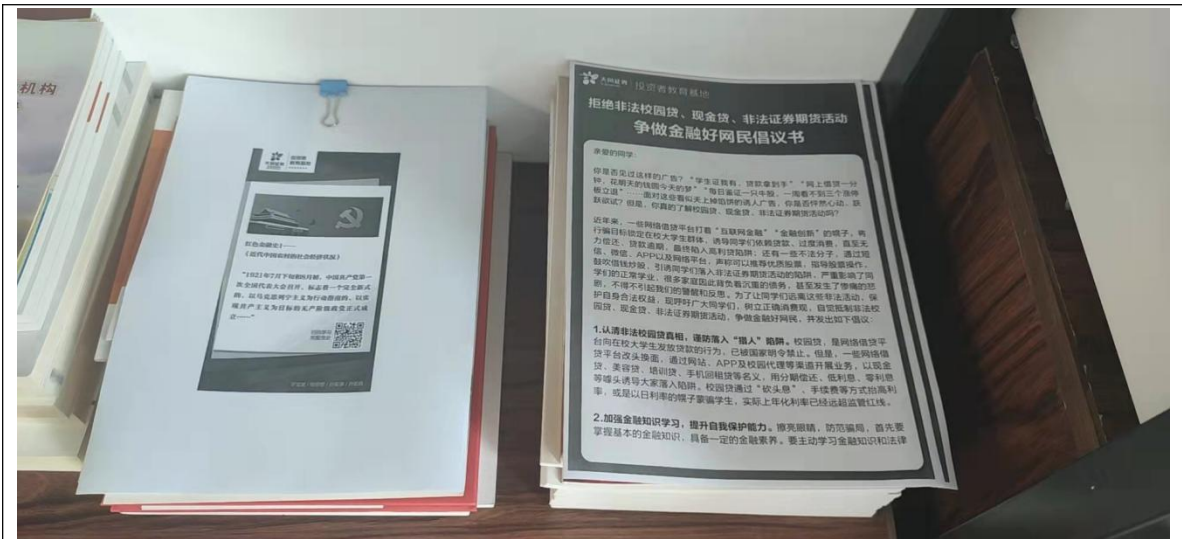 机构
大同证券
投资者
教育基地
红色金融史1——
《近代中国农村的社会经济状况》
“1921年7月下旬到8月初，中国共产党第一
次全国代表大会召开，标志着一个完全新式
的、以马克思列宁主义为行动指南的、以实
现共产主义为目标的无产阶级政党正式成
立——”
大同证券
投资者教育基地
拒绝非法校园贷、现金贷、非法证券期货活动
争做金融好网民倡议书
亲爱的同学：
你是否见过这样的广告？“学生证就有，贷款拿到手”“网上借贷一分
钟，花明天的钱圆今天的梦”“每日鉴证一只牛股，一周看不到三个涨停
板立退”……面对这些看似天上掉馅饼的诱人广告，你是否怦然心动，跃
跃欲试？但是，你真的了解校园贷、现金贷、非法证券期货活动吗？
近年来，一些网络借贷平台打着“互联网金融”“金融创新”的幌子，将
行骗目标锁定在校大学生群体，诱导同学们依赖贷款、过度消费，直至无
力偿还、贷款逾期，最终陷入高利贷陷阱；还有一些不法分子，通过短
信、微信、APP以及网络平台，声称可以推荐优质股票，指导股票操作，
鼓吹借钱炒股，引诱同学们落入非法证券期货活动的陷阱，严重影响了同
学们的正常学业，很多家庭因此背负着沉重的债务，甚至发生了惨痛的悲
剧，不得不引起我们的警醒和反思。为了让同学们远离这些非法活动，保
护自身合法权益，现呼吁广大同学们，树立正确消费观，自觉抵制非法校
园贷、现金贷、非法证券期货活动，争做金融好网民，并发出如下倡议：
1.认清非法校园贷真相，谨防落入“猎人”陷阱。校园贷，是网络借贷平
台向在校大学生发放贷款的行为，已被国家明令禁止。但是，一些网络借
贷平台改头换面，通过网站、APP及校园代理等渠道开展业务，以现金
贷、美容贷、培训贷、手机回租贷等名义，用分期偿还、低利息、零利息
等噱头诱导大家落入陷阱。校园贷通过“砍头息”、手续费等方式抬高利
率，或是以日利率的幌子蒙骗学生，实际上年化利率已经远超监管红线。
2.加强金融知识学习，提升自我保护能力。擦亮眼睛，防范骗局，首先要
掌握基本的金融知识，具备一定的金融素养。要主动学习金融知识和法律